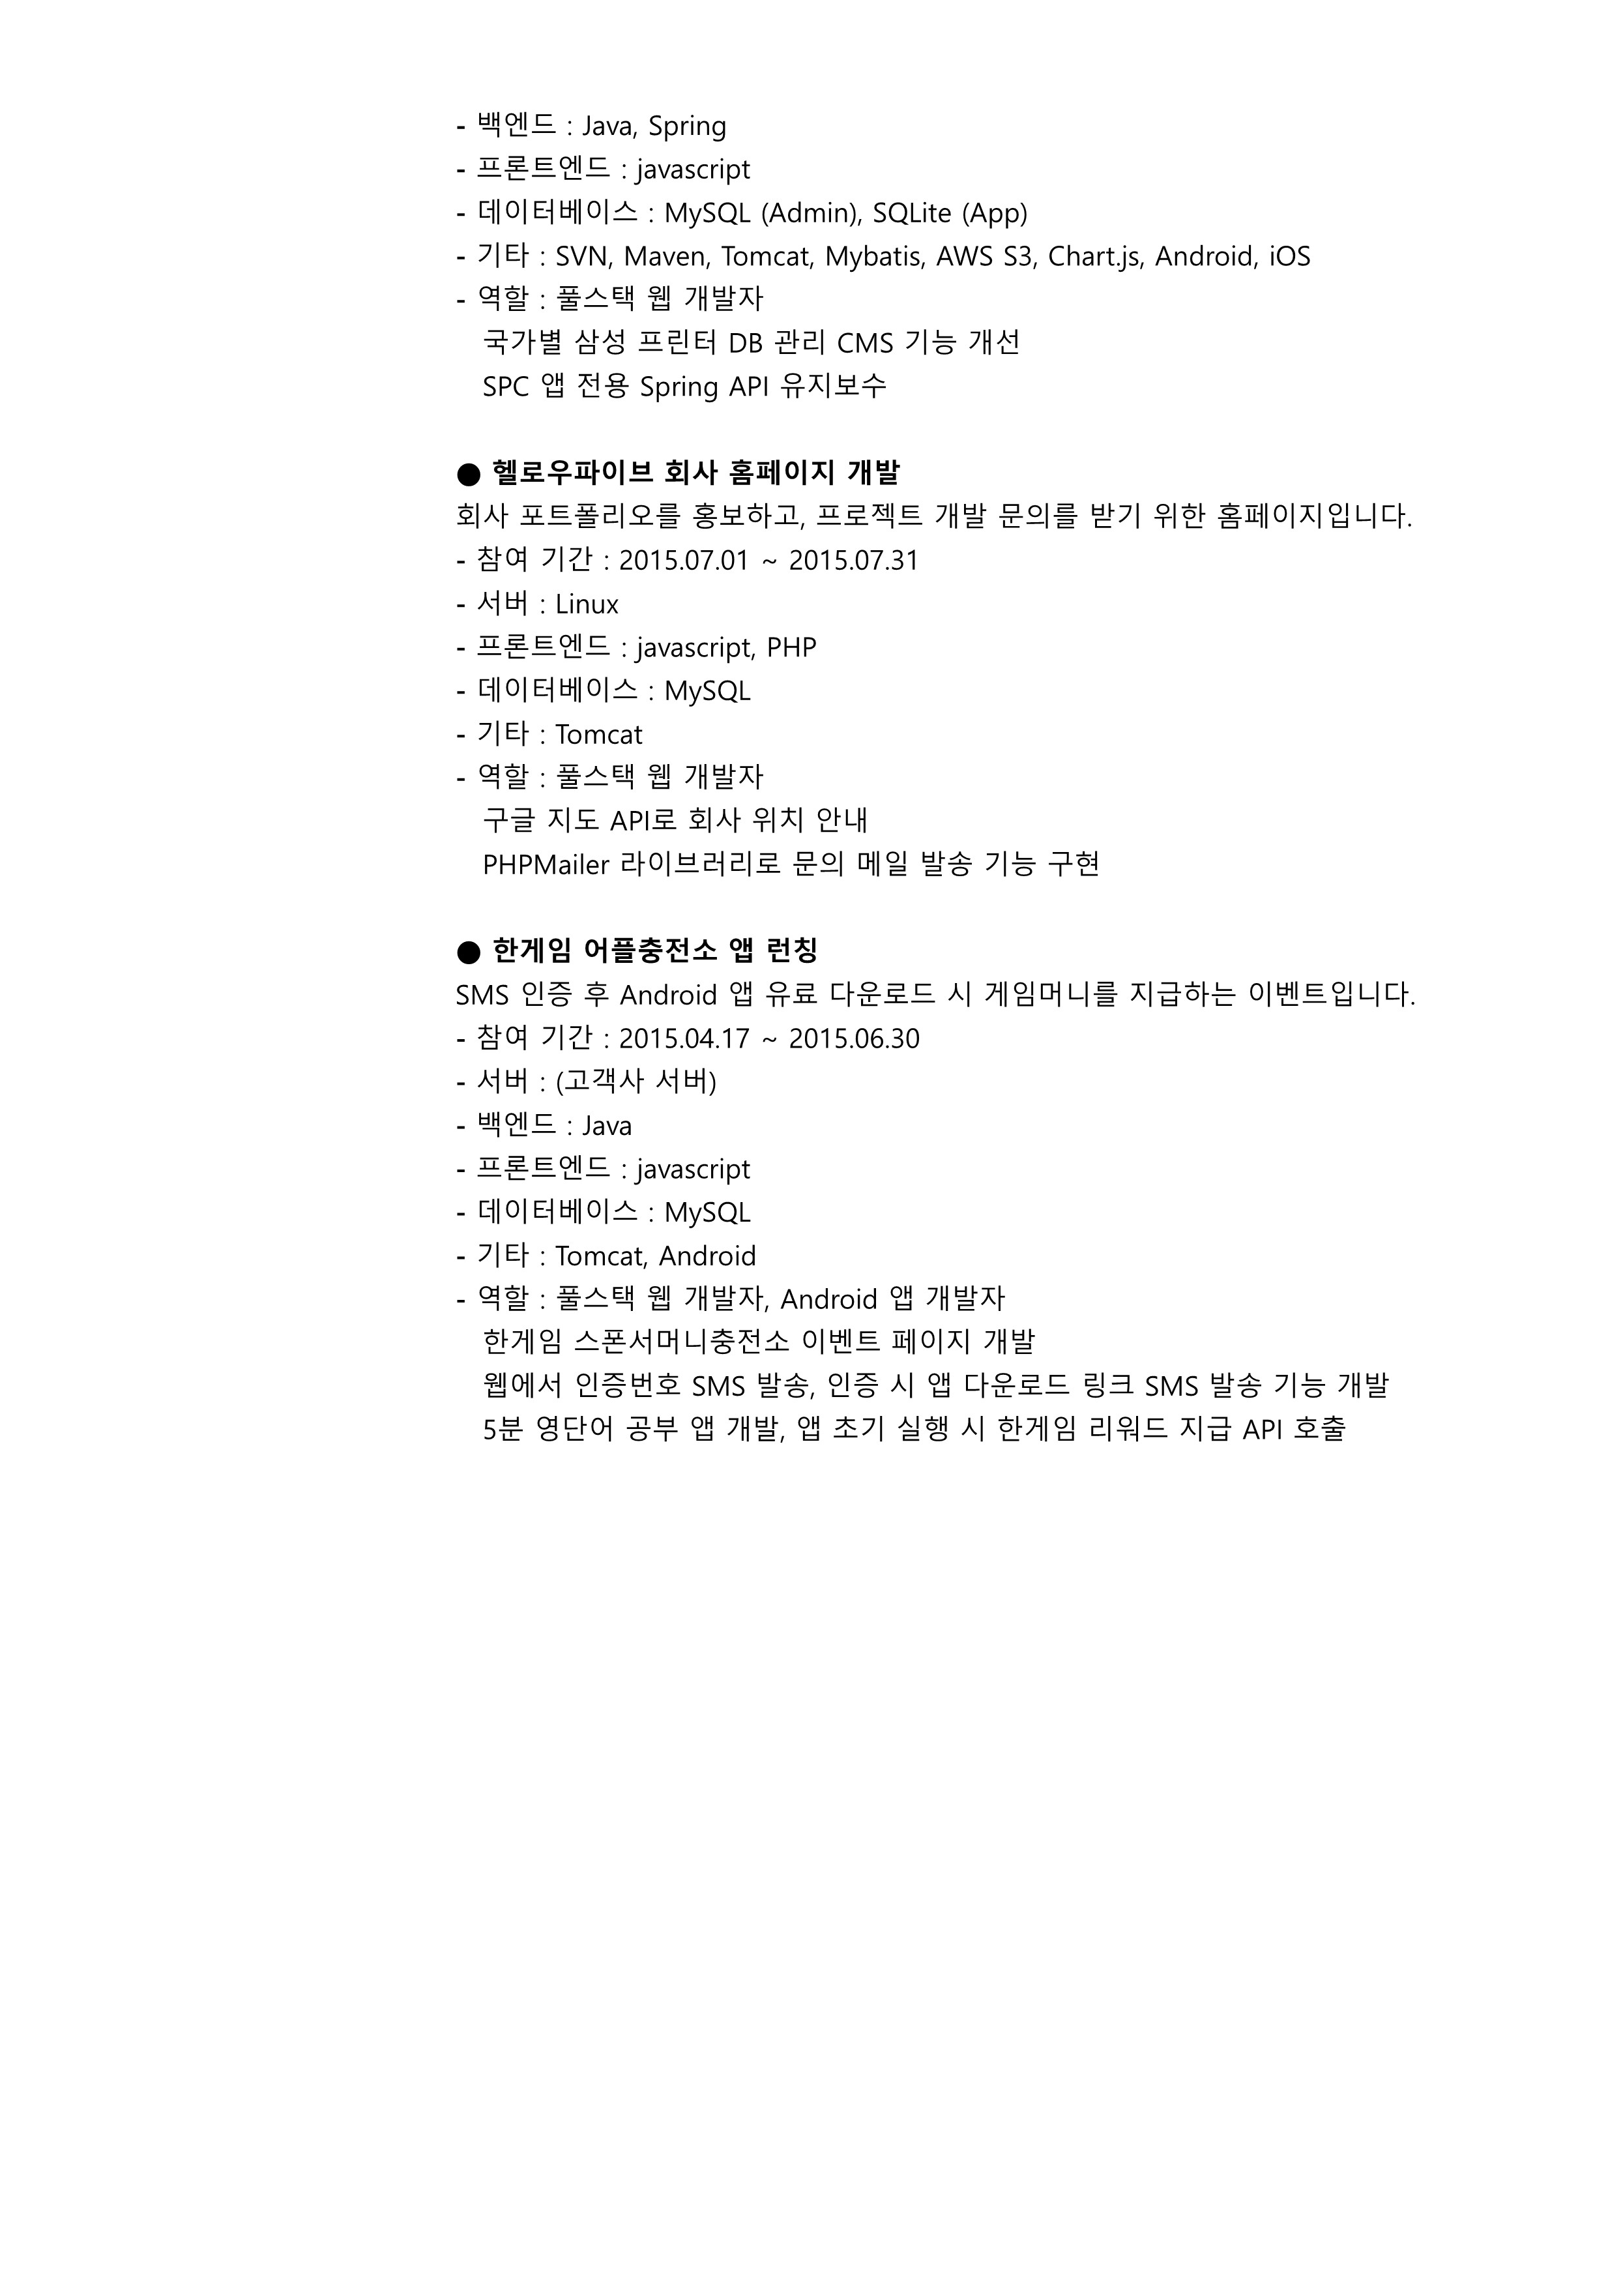 - 백엔드 : Java, Spring
- 프론트엔드 : javascript
- 데이터베이스 : MySQL (Admin), SQLite (App)
- 기타 : SVN, Maven, Tomcat, Mybatis, AWS S3, Chart.js, Android, iOS
- 역할 : 풀스택 웹 개발자
국가별 삼성 프린터 DB 관리 CMS 기능 개선
SPC 앱 전용 Spring API 유지보수
● 헬로우파이브 회사 홈페이지 개발
회사 포트폴리오를 홍보하고, 프로젝트 개발 문의를 받기 위한 홈페이지입니다.
- 참여 기간 : 2015.07.01 ~ 2015.07.31
- 서버 : Linux
- 프론트엔드 : javascript, PHP
- 데이터베이스 : MySQL
- 기타 : Tomcat
- 역할 : 풀스택 웹 개발자
구글 지도 API로 회사 위치 안내
PHPMailer 라이브러리로 문의 메일 발송 기능 구현
● 한게임 어플충전소 앱 런칭
SMS 인증 후 Android 앱 유료 다운로드 시 게임머니를 지급하는 이벤트입니다.
- 참여 기간 : 2015.04.17 ~ 2015.06.30
- 서버 : (고객사 서버)
- 백엔드 : Java
- 프론트엔드 : javascript
- 데이터베이스 : MySQL
- 기타 : Tomcat, Android
- 역할 : 풀스택 웹 개발자, Android 앱 개발자
한게임 스폰서머니충전소 이벤트 페이지 개발
웹에서 인증번호 SMS 발송, 인증 시 앱 다운로드 링크 SMS 발송 기능 개발
5분 영단어 공부 앱 개발, 앱 초기 실행 시 한게임 리워드 지급 API 호출